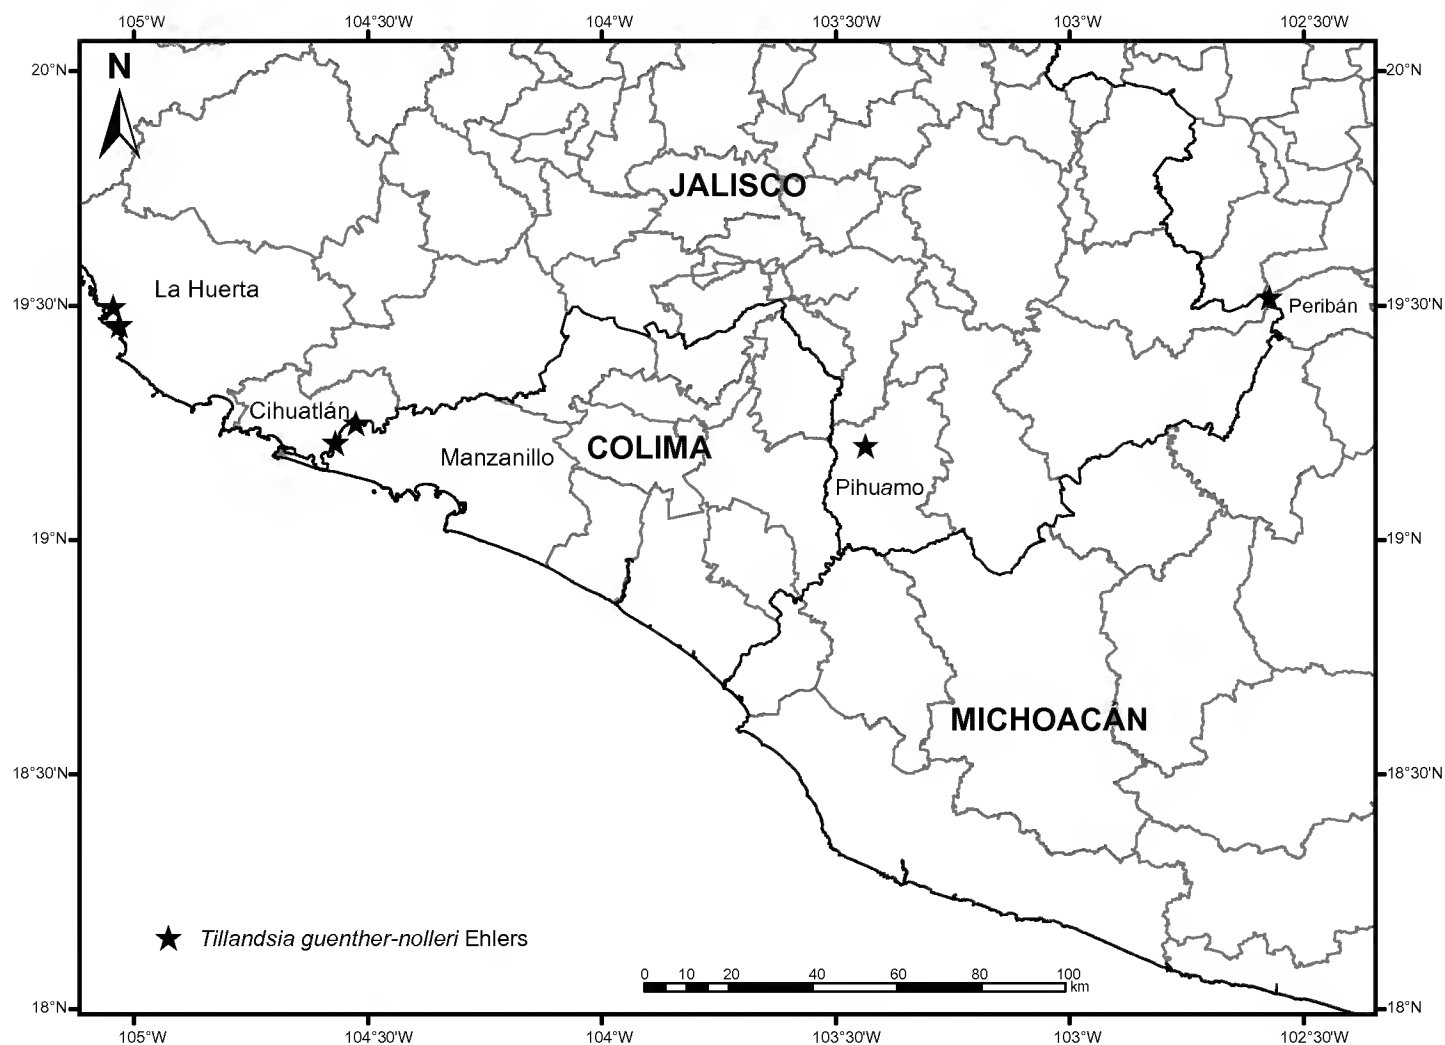 105°W 104°30'W 104°W 103°30'W 103°W 102°30'W
N
20°N 20°N
JALISCO
La Huerta
19°30'N 19°30'N
Peribán
Cihuatlán
Manzanillo
COLIMA
Pihuamo
19°N 19°N
MICHOACÁN
18°30'N 18°30'N
Tillandsia guenther-nolleri Ehlers
0 10 20 40 60 80 100
km
18°N 18°N
105°W 104°30'W 104°W 103°30'W 103°W 102°30'W